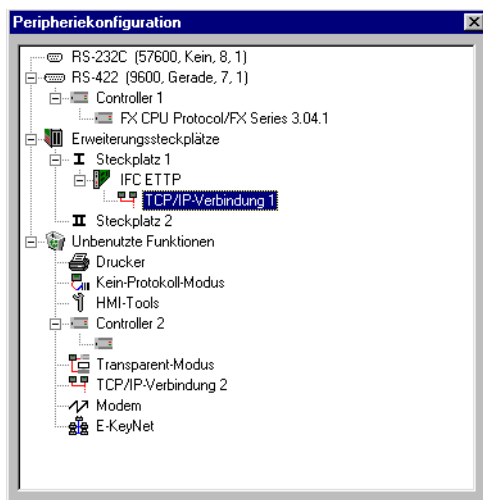 Peripheriekonfiguration
RS-232C (57600, Kein, 8, 1)
RS-422 (9600, Gerade, 7, 1)
Controller 1
FX CPU Protocol/FX Series 3.04.1
Erweiterungssteckplätze
I Steckplatz 1
IFC ETTP
TCP/IP-Verbindung 1
II Steckplatz 2
Unbenutzte Funktionen
Drucker
Kein-Protokoll-Modus
HMI-Tools
Controller 2
Transparent-Modus
TCP/IP-Verbindung 2
Modem
E-KeyNet